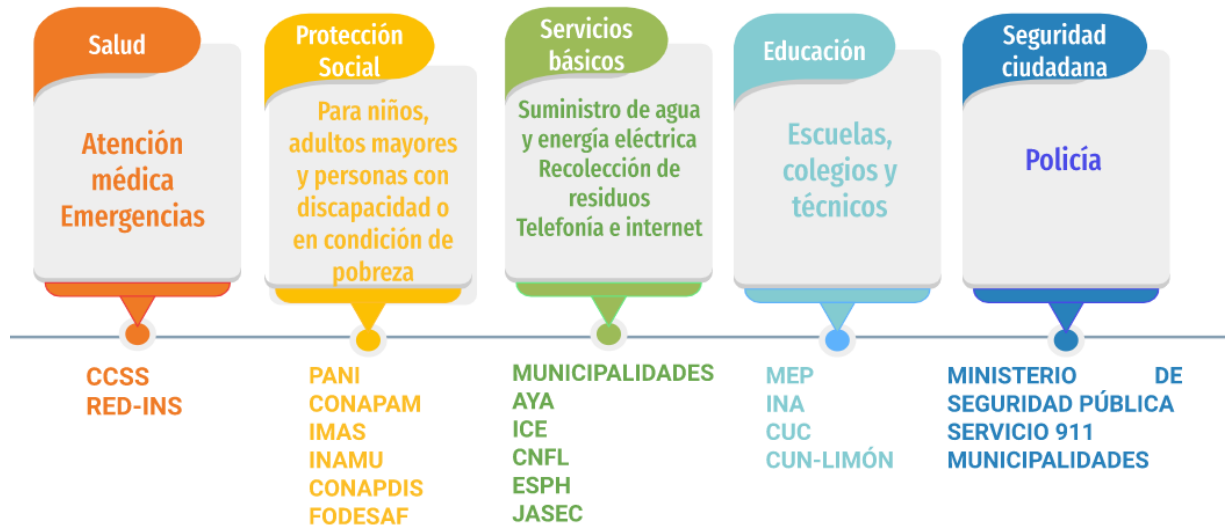 Salud
Atención
médica
Emergencias
CCSS
RED-INS
Protección
Social
Para niños,
adultos mayores
y personas con
discapacidad o
en condición de
pobreza
PANI
CONAPAM
IMAS
INAMU
CONAPDIS
FODESAF
Servicios
básicos
Suministro de agua
y energía eléctrica
Recolección de
residuos
Telefonía e internet
MUNICIPALIDADES
AYA
ICE
CNFL
ESPH
JASEC
Educación
Escuelas,
colegios y
técnicos
MEP
INA
CUC
CUN-LIMÓN
Seguridad
ciudadana
Policía
MINISTERIO DE
SEGURIDAD PÚBLICA
SERVICIO 911
MUNICIPALIDADES